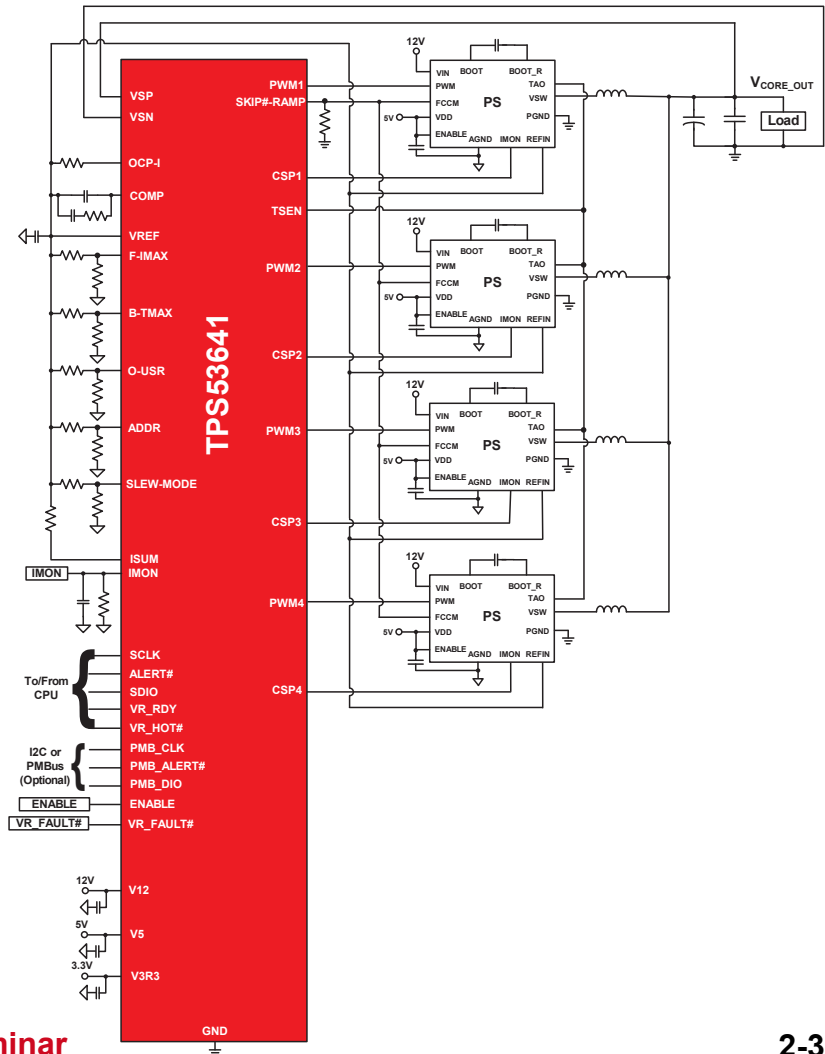 VSP
VSN
OCP-I
COMP
VREF
F-IMAX
B-TMAX
O-USR
ADDR
SLEW-MODE
ISUM
IMON
IMON
To/From
CPU
SCLK
ALERT#
SDIO
VR_RDY
VR_HOT#
I2C or
PMBus
(Optional)
PMB_CLK
PMB_ALERT#
PMB_DIO
ENABLE
ENABLE
VR_FAULT#
VR_FAULT#
12V
V12
5V
V5
3.3V
V3R3
GND
TPS53641
PWM1
SKIP#-RAMP
CSP1
TSEN
PWM2
CSP2
PWM3
CSP3
PWM4
CSP4
12V
VIN
BOOT
BOOT_R
PWM
TAO
FCCM
PS
VSW
5V
VDD
PGND
ENABLE
AGND
IMON
REFIN
12V
VIN
BOOT
BOOT_R
PWM
TAO
FCCM
PS
VSW
5V
VDD
PGND
ENABLE
AGND
IMON
REFIN
12V
VIN
BOOT
BOOT_R
PWM
TAO
FCCM
PS
VSW
5V
VDD
PGND
ENABLE
AGND
IMON
REFIN
12V
VIN
BOOT
BOOT_R
PWM
TAO
FCCM
PS
VSW
5V
VDD
PGND
ENABLE
AGND
IMON
REFIN
VCORE_OUT
Load
2-3